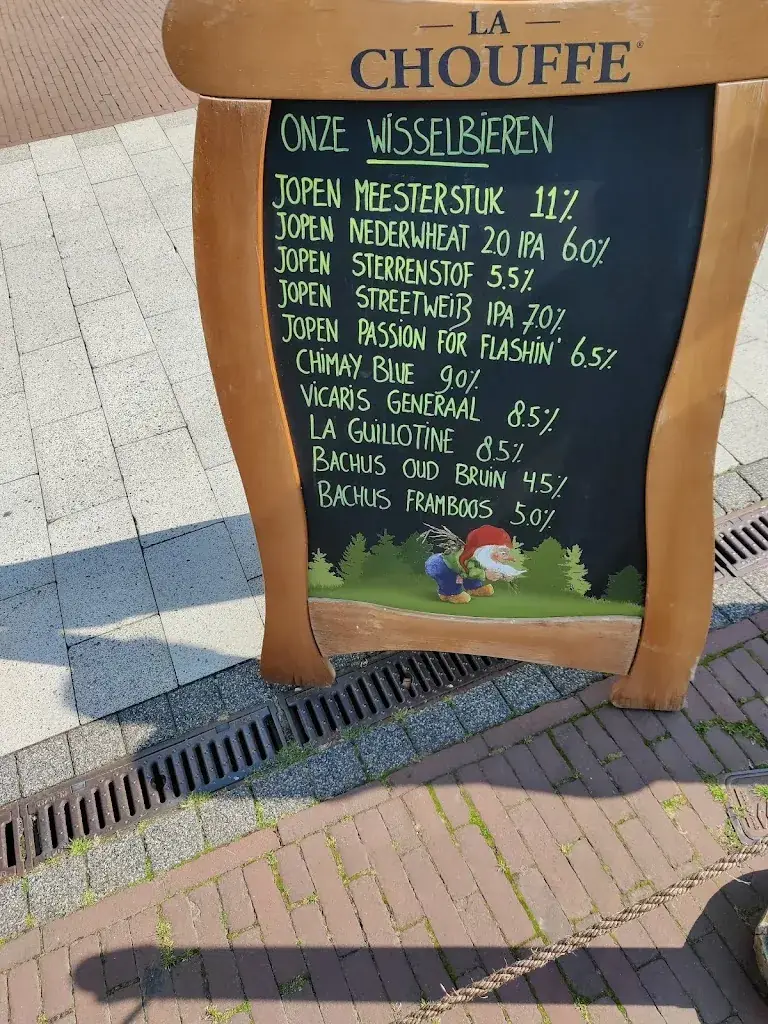 LA
CHOUFFE
ONZE WISSELBIEREN
JOPEN MEESTERSTUK 11%
JOPEN NEDERWHEAT 2.0 IPA 6.0%
JOPEN STERRENSTOF 5.5%
JOPEN STREETWEIß IPA 7.0%
JOPEN PASSION FOR FLASHIN' 6.5%
CHIMAY BLUE 9.0%
VICARIS GENERAAL 8.5%
LA GUILLOTINE 8.5%
BACHUS OUD BRUIN 4.5%
BACHUS FRAMBOOS 5.0%